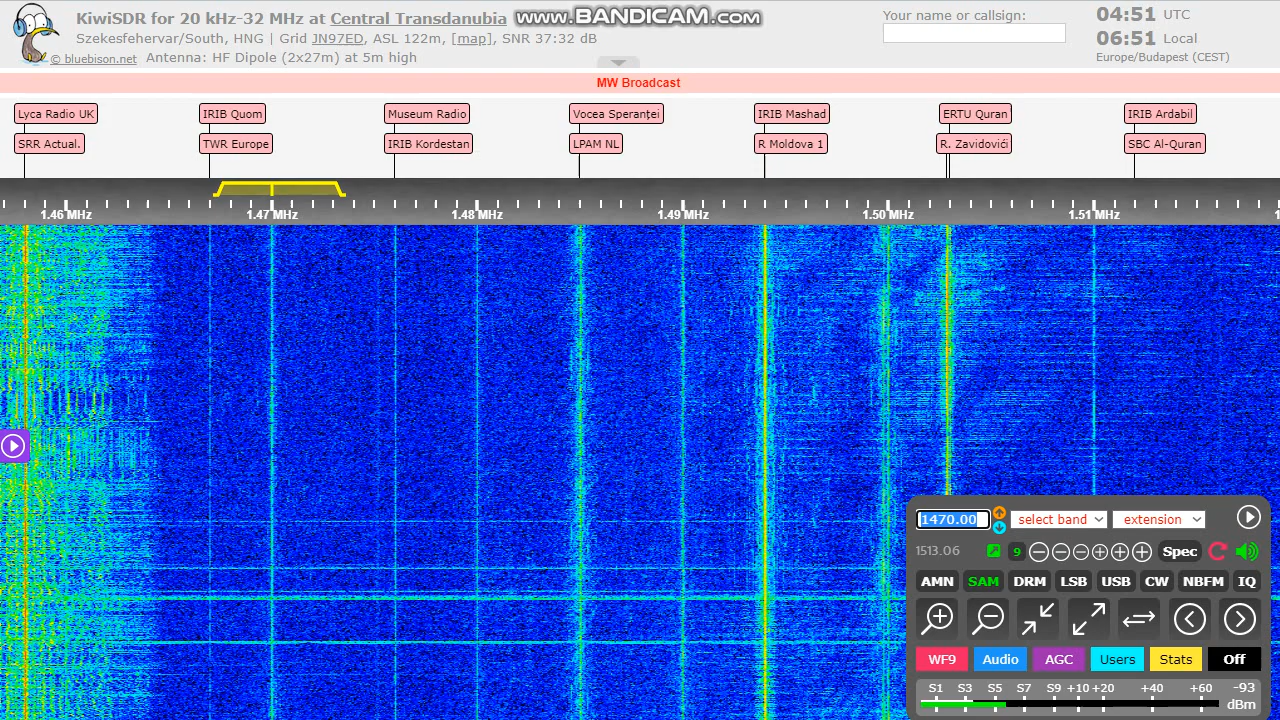 KiwiSDR for 20 kHz-32 MHz at Central Transdanubia
www.BANDICAM.com
Szekesfehervar/South, HNG | Grid JN97ED, ASL 122m, [map], SNR 37:32 dB
© bluebison.net Antenna: HF Dipole (2x27m) at 5m high
Your name or callsign:
04:51 UTC
06:51 Local
Europe/Budapest (CEST)
MW Broadcast
Lyca Radio UK IRIB Quom Museum Radio Vocea Speranței IRIB Mashad ERTU Quran IRIB Ardabil
SRR Actual. TWR Europe IRIB Kordestan LPAM NL R Moldova 1 R. Zavidovići SBC Al-Quran
1.46 MHz 1.47 MHz 1.48 MHz 1.49 MHz 1.50 MHz 1.51 MHz
1470.00 select band extension
1513.06 9 Spec
AMN SAM DRM LSB USB CW NBFM IQ
WF9 Audio AGC Users Stats Off
S1 S3 S5 S7 S9 +10 +20 +40 +60 -93
dBm